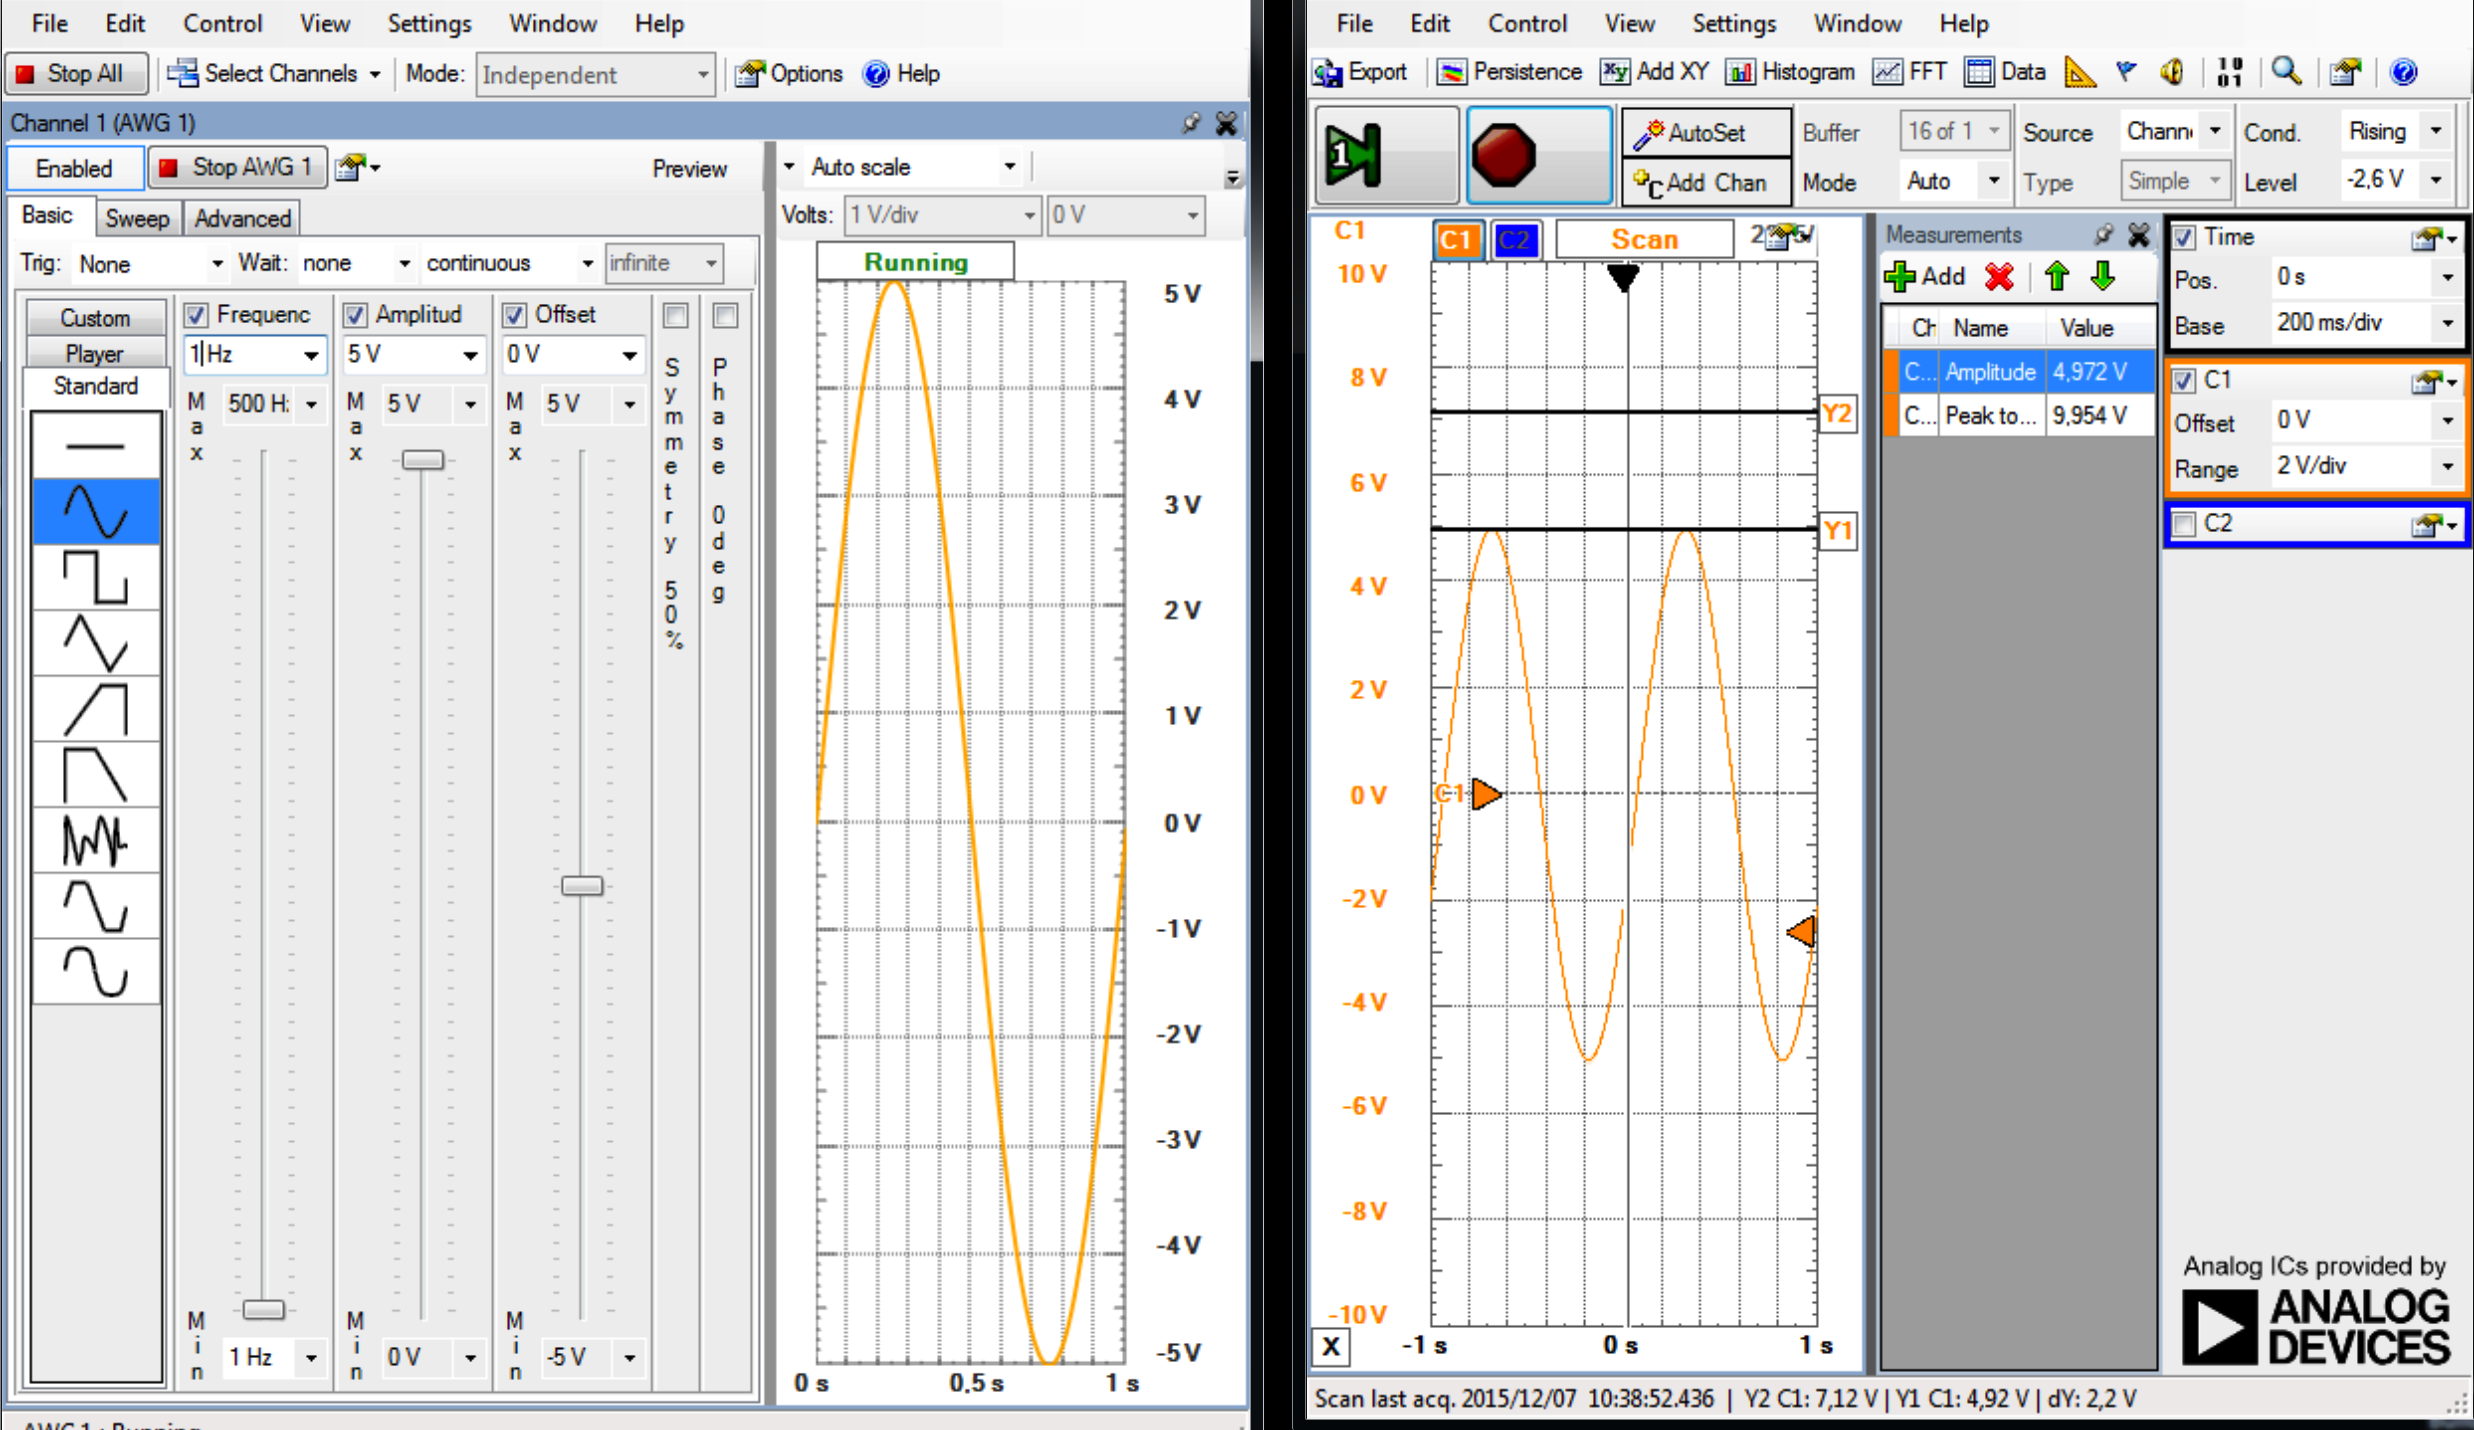 File Edit Control View Settings Window Help
Stop All Select Channels Mode: Independent Options Help
Channel 1 (AWG 1)
Enabled Stop AWG 1 Preview
Basic Sweep Advanced
Trig: None Wait: none continuous infinite
Custom
Player
Standard
Frequenc
1 Hz
Max 500 H:
Min 1 Hz
Amplitud
5 V
Max 5 V
Min 0 V
Offset
0 V
Max 5 V
Min -5 V
Symmetry 50%
Phase 0deg
Auto scale
Volts: 1 V/div 0 V
Running
5 V
4 V
3 V
2 V
1 V
0 V
-1 V
-2 V
-3 V
-4 V
-5 V
0 s 0,5 s 1 s
AWG 1 : Running
File Edit Control View Settings Window Help
Export Persistence Add XY Histogram FFT Data
AutoSet
Add Chan
Buffer 16 of 1 Source Chann Cond. Rising
Mode Auto Type Simple Level -2,6 V
C1 C1 C2 Scan
10 V
8 V
6 V
4 V
2 V
0 V
-2 V
-4 V
-6 V
-8 V
-10 V
Y2
Y1
C1
X -1 s 0 s 1 s
Measurements
Add
Ch Name Value
C... Amplitude 4,972 V
C... Peak to... 9,954 V
Time
Pos. 0 s
Base 200 ms/div
C1
Offset 0 V
Range 2 V/div
C2
Analog ICs provided by
ANALOG
DEVICES
Scan last acq. 2015/12/07 10:38:52.436 | Y2 C1: 7,12 V | Y1 C1: 4,92 V | dY: 2,2 V